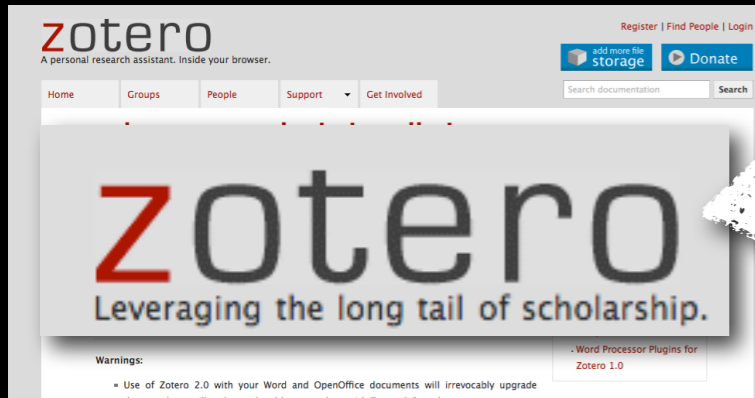 zotero
A personal research assistant. Inside your browser.
Register | Find People | Login
add more file
storage
Donate
Home Groups People Support Get Involved
Search documentation Search
zotero
Leveraging the long tail of scholarship.
- Word Processor Plugins for
Zotero 1.0
Warnings:
Use of Zotero 2.0 with your Word and OpenOffice documents will irrevocably upgrade